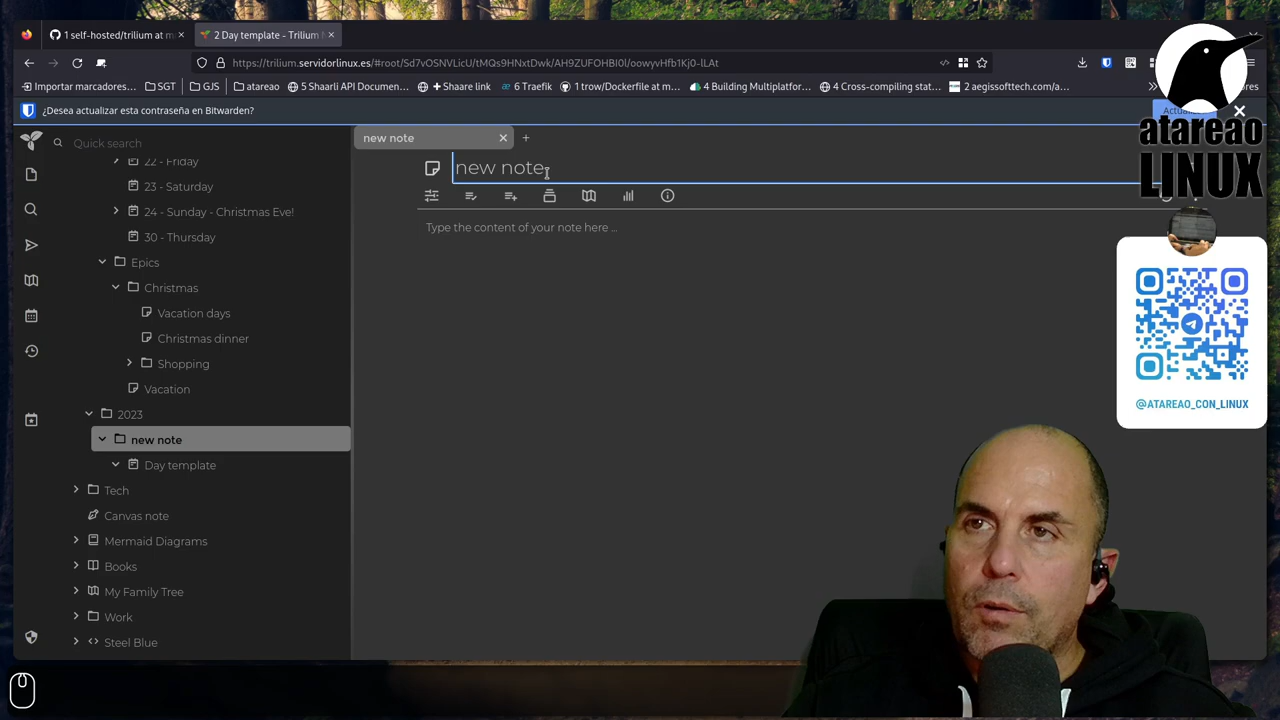 1 self-hosted/trilium at m
2 Day template - Trilium N
https://trilium.servidorlinux.es/#root/Sd7vOSNVLicU/tMQs9HNxtDwk/AH9ZUFOHBI0l/oowyvHfb1Kj0-lLAt
Importar marcadores...
SGT
GJS
atareao
5 Shaarli API Documen...
Share link
6 Traefik
1 trow/Dockerfile at m...
4 Building Multiplatfor...
4 Cross-compiling stat...
2 aegissofttech.com/a...
¿Desea actualizar esta contraseña en Bitwarden?
atareao
LINUX
Quick search
new note
new note
Type the content of your note here ...
22 - Friday
23 - Saturday
24 - Sunday - Christmas Eve!
30 - Thursday
Epics
Christmas
Vacation days
Christmas dinner
Shopping
Vacation
2023
new note
Day template
Tech
Canvas note
Mermaid Diagrams
Books
My Family Tree
Work
Steel Blue
@ATAREAO_CON_LINUX